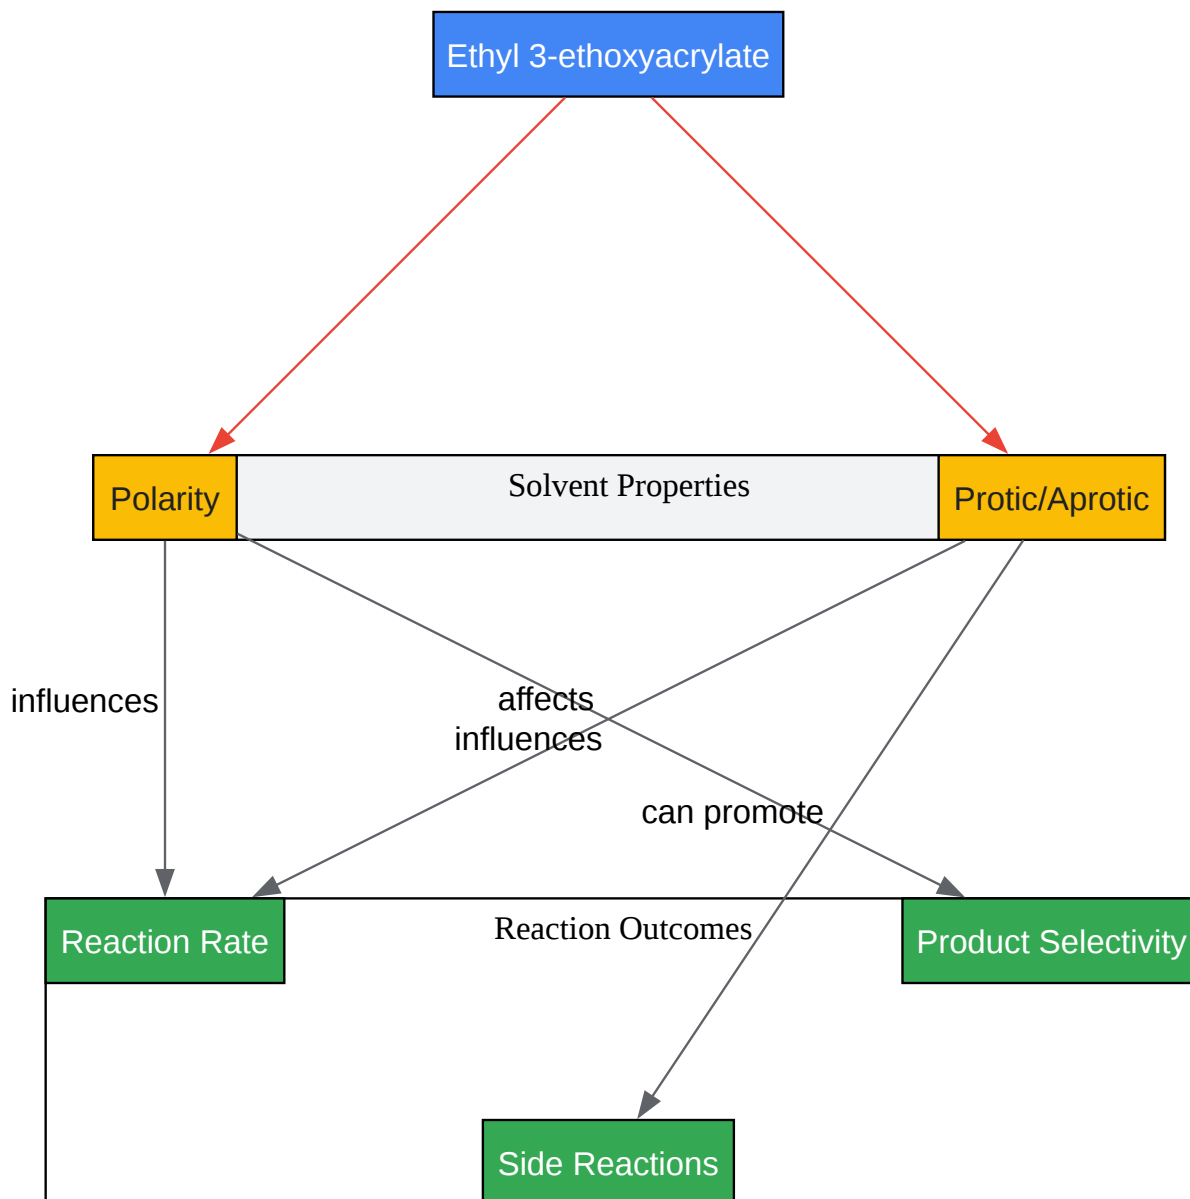 Ethyl 3-ethoxyacrylate
Polarity
Solvent Properties
Protic/Aprotic
influences
affects
influences
can promote
Reaction Rate
Reaction Outcomes
Product Selectivity
Side Reactions